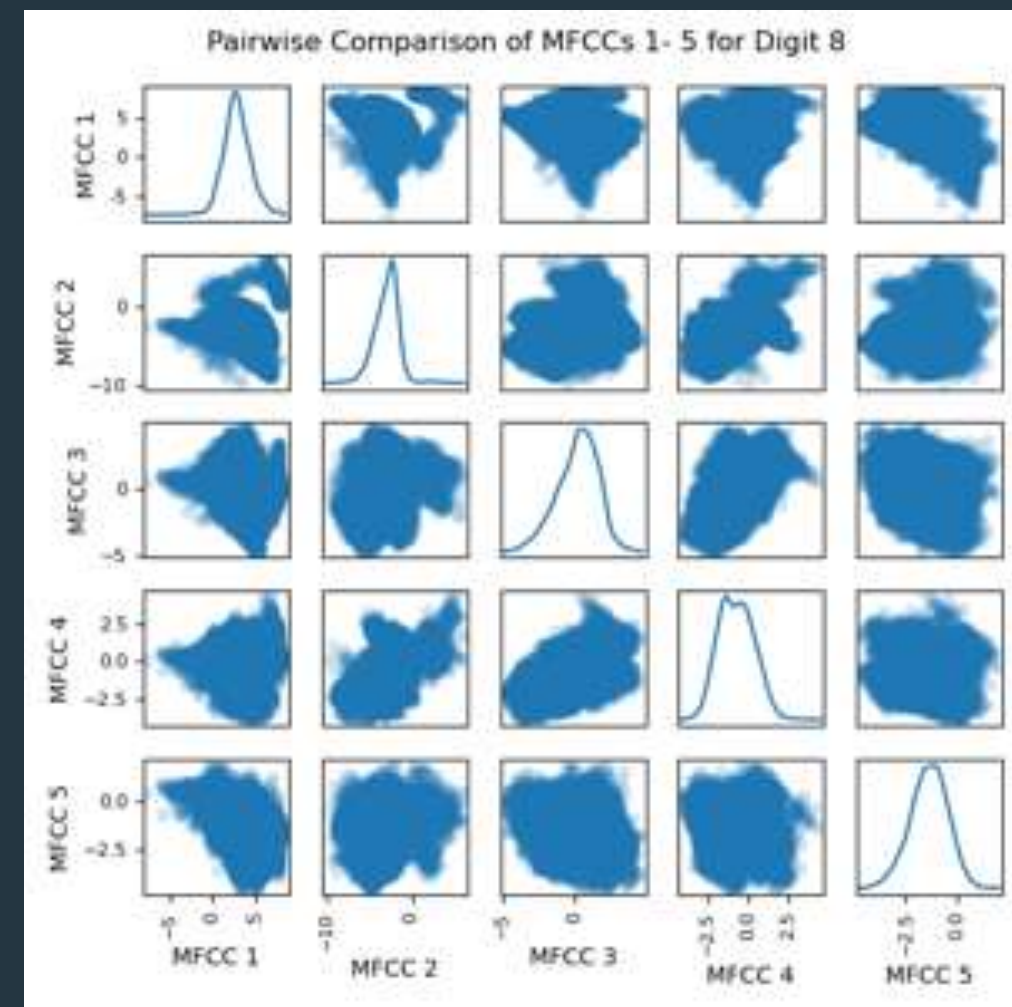 Pairwise Comparison of MFCCs 1- 5 for Digit 8
MFCC 1
5
0
-5
MFCC 2
0
−10
MFCC 3
0
−5
MFCC 4
2.5
0.0
−2.5
MFCC 5
0.0
−2.5
−5 0 5
−10 0
−5 0
−2.5 0.0 2.5
−2.5 0.0
MFCC 1
MFCC 2
MFCC 3
MFCC 4
MFCC 5